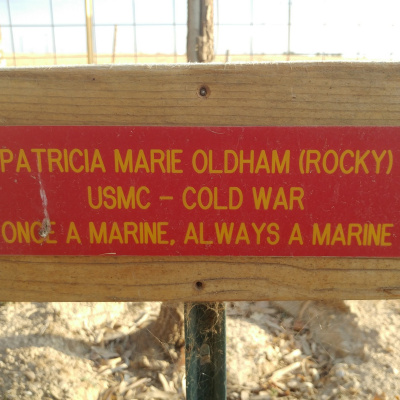 PATRICIA MARIE OLDHAM (ROCKY)
USMC – COLD WAR
ONCE A MARINE, ALWAYS A MARINE